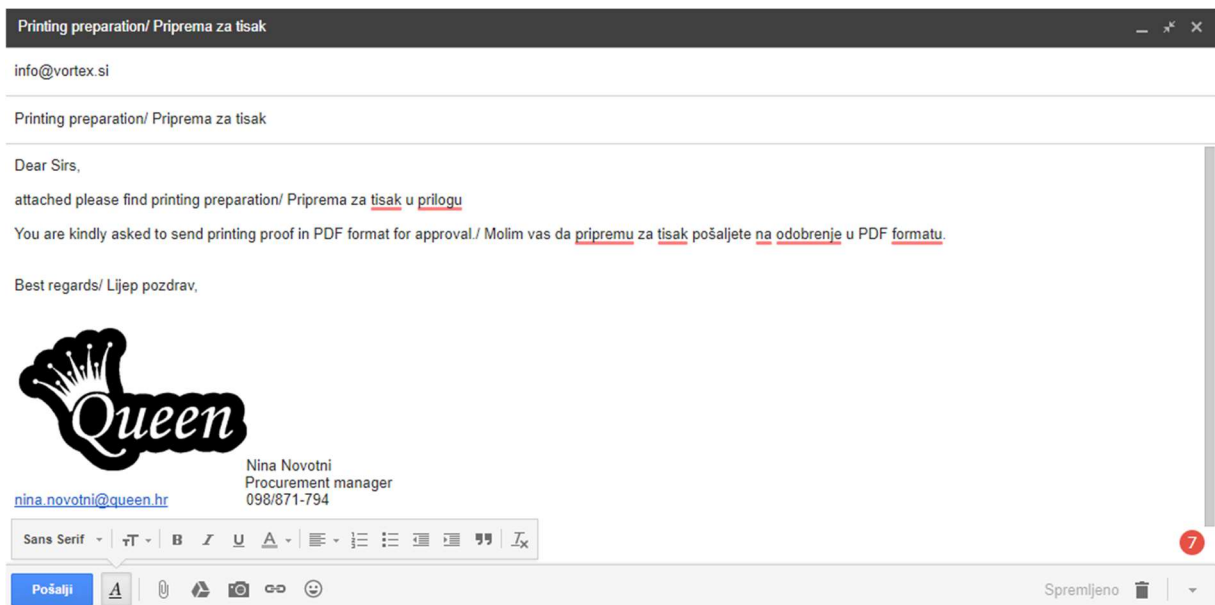 Printing preparation/ Priprema za tisak
info@vortex.si
Printing preparation/ Priprema za tisak
Dear Sirs,
attached please find printing preparation/ Priprema za tisak u prilogu
You are kindly asked to send printing proof in PDF format for approval./ Molim vas da pripremu za tisak pošaljete na odobrenje u PDF formatu.
Best regards/ Lijep pozdrav,
Queen
Nina Novotni
Procurement manager
nina.novotni@queen.hr 098/871-794
Sans Serif
7
Pošalji
Spremljeno